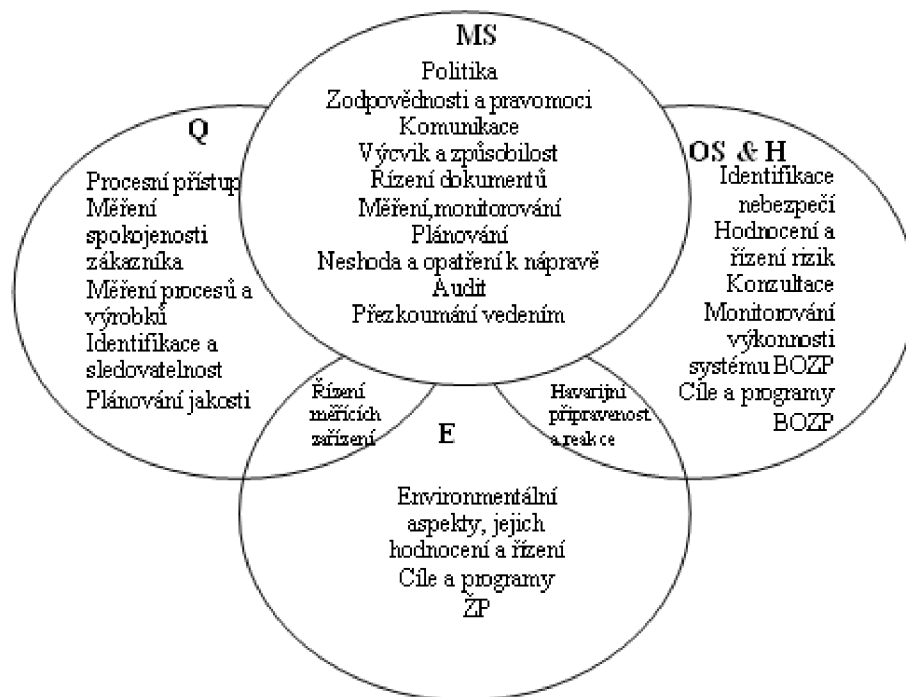 MS
Politika
Zodpovědnosti a pravomoci
Komunikace
Výcvik a způsobilost
Řízení dokumentů
Měření,monitorování
Plánování
Neshoda a opatření k nápravě
Audit
Přezkoumání vedením
Q
Procesní přístup
Měření
spokojenosti
zákazníka
Měření procesů a
výrobků
Identifikace a
sledovatelnost
Plánování jakosti
OS & H
Identifikace
nebezpečí
Hodnocení a
řízení rizik
Konzultace
Monitorování
výkonnosti
systému BOZP
Cíle a programy
BOZP
Řízení
měřících
zařízení
Havarijní
připravenost
a reakce
E
Environmentální
aspekty, jejich
hodnocení a řízení
Cíle a programy
ŽP